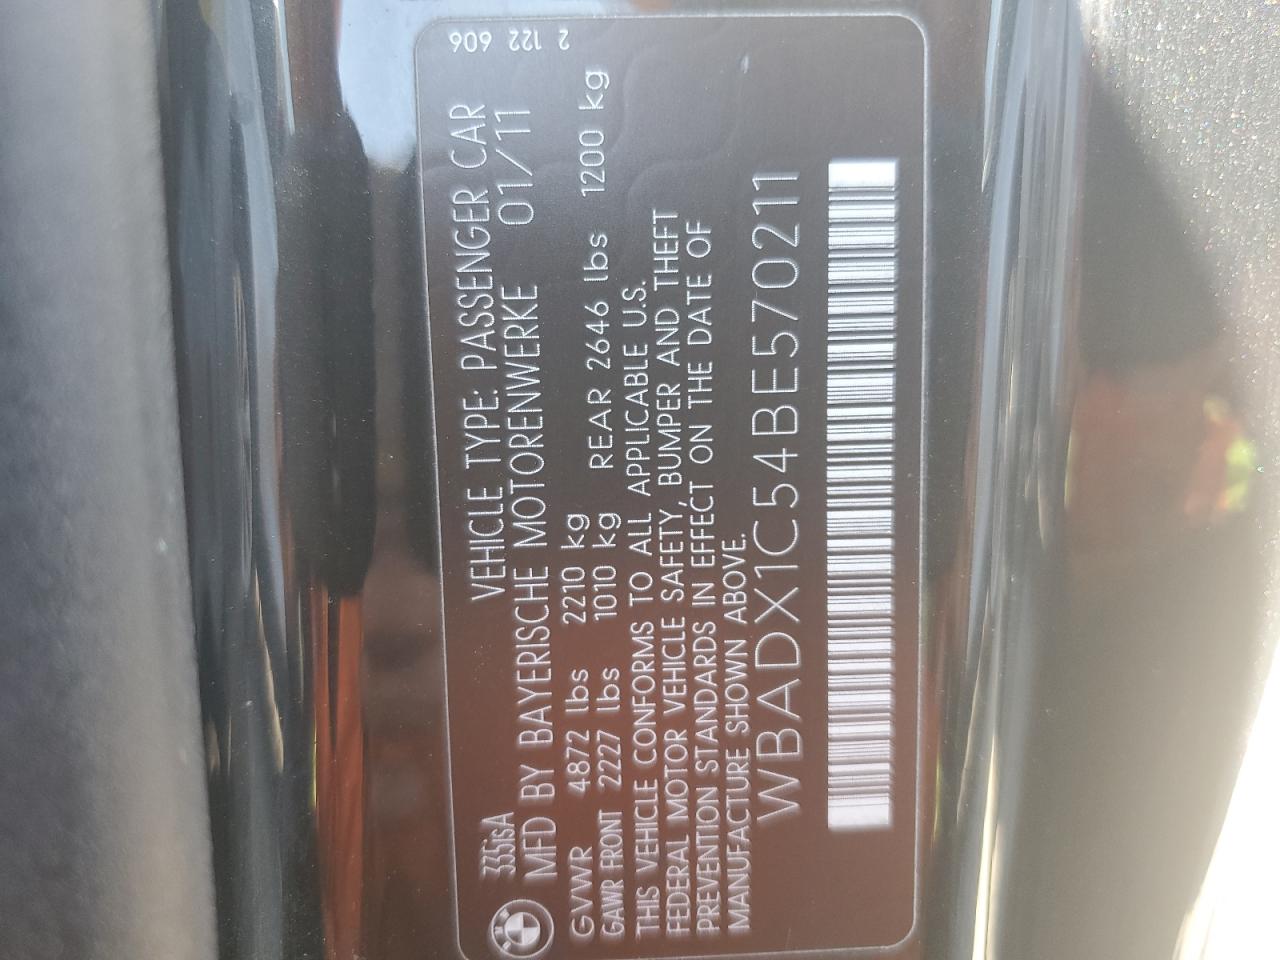 335isA VEHICLE TYPE: PASSENGER CAR
MFD BY BAYERISCHE MOTORENWERKE 01/11
GVWR 4872 lbs 2210 kg
GAWR FRONT 2227 lbs 1010 kg REAR 2646 lbs 1200 kg
THIS VEHICLE CONFORMS TO ALL APPLICABLE U.S.
FEDERAL MOTOR VEHICLE SAFETY, BUMPER AND THEFT
PREVENTION STANDARDS IN EFFECT ON THE DATE OF
MANUFACTURE SHOWN ABOVE.
WBADX1C54BE570211
2 122 606